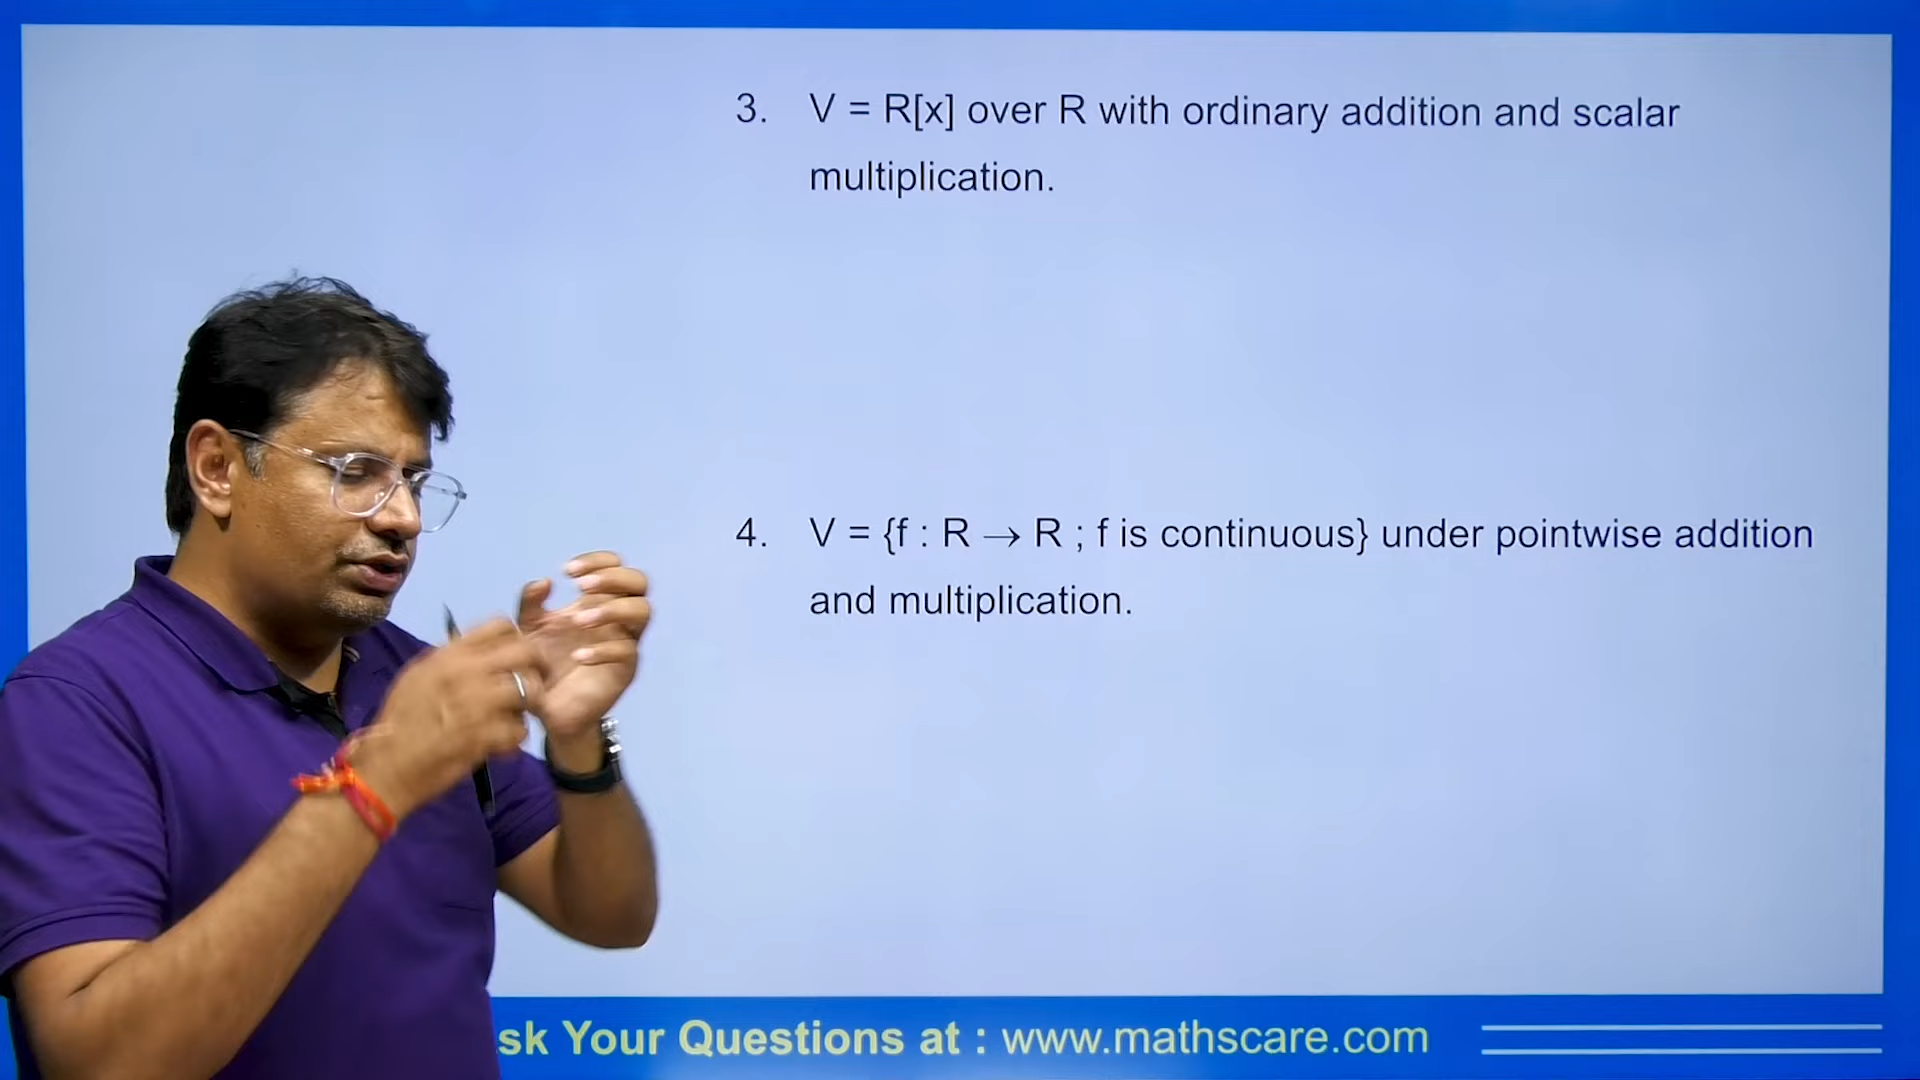 3. V = R[x] over R with ordinary addition and scalar
multiplication.
4. V = {f : R → R ; f is continuous} under pointwise addition
and multiplication.
sk Your Questions at : www.mathscare.com